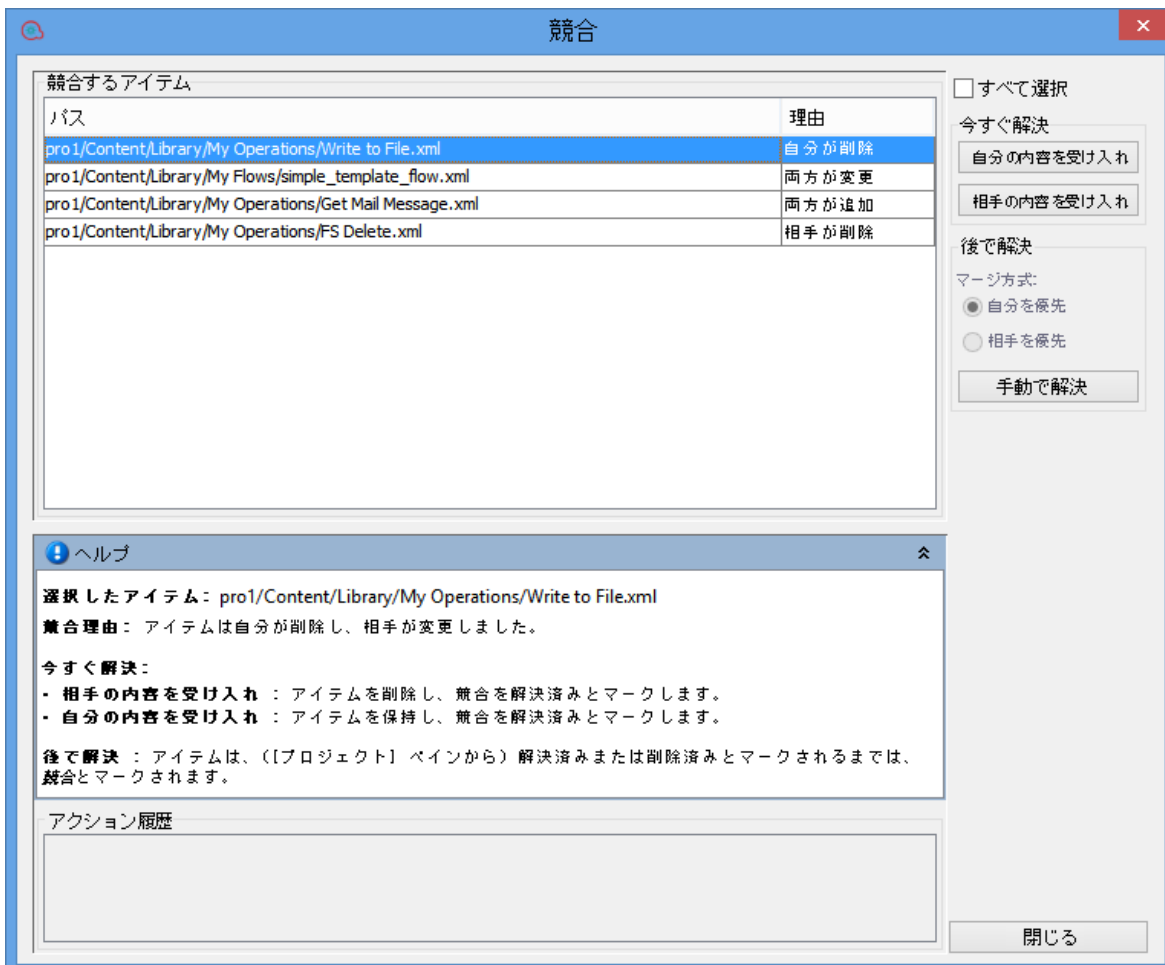 競合
競合するアイテム
パス 理由
pro1/Content/Library/My Operations/Write to File.xml 自分が削除
pro1/Content/Library/My Flows/simple_template_flow.xml 両方が変更
pro1/Content/Library/My Operations/Get Mail Message.xml 両方が追加
pro1/Content/Library/My Operations/FS Delete.xml 相手が削除
すべて選択
今すぐ解決
自分の内容を受け入れ
相手の内容を受け入れ
後で解決
マージ方式:
自分を優先
相手を優先
手動で解決
ヘルプ
選択したアイテム: pro1/Content/Library/My Operations/Write to File.xml
競合理由: アイテムは自分が削除し、相手が変更しました。
今すぐ解決:
- 相手の内容を受け入れ : アイテムを削除し、競合を解決済みとマークします。
- 自分の内容を受け入れ : アイテムを保持し、競合を解決済みとマークします。
後で解決 : アイテムは、([プロジェクト] ペインから) 解決済みまたは削除済みとマークされるまでは、
競合とマークされます。
アクション履歴
閉じる